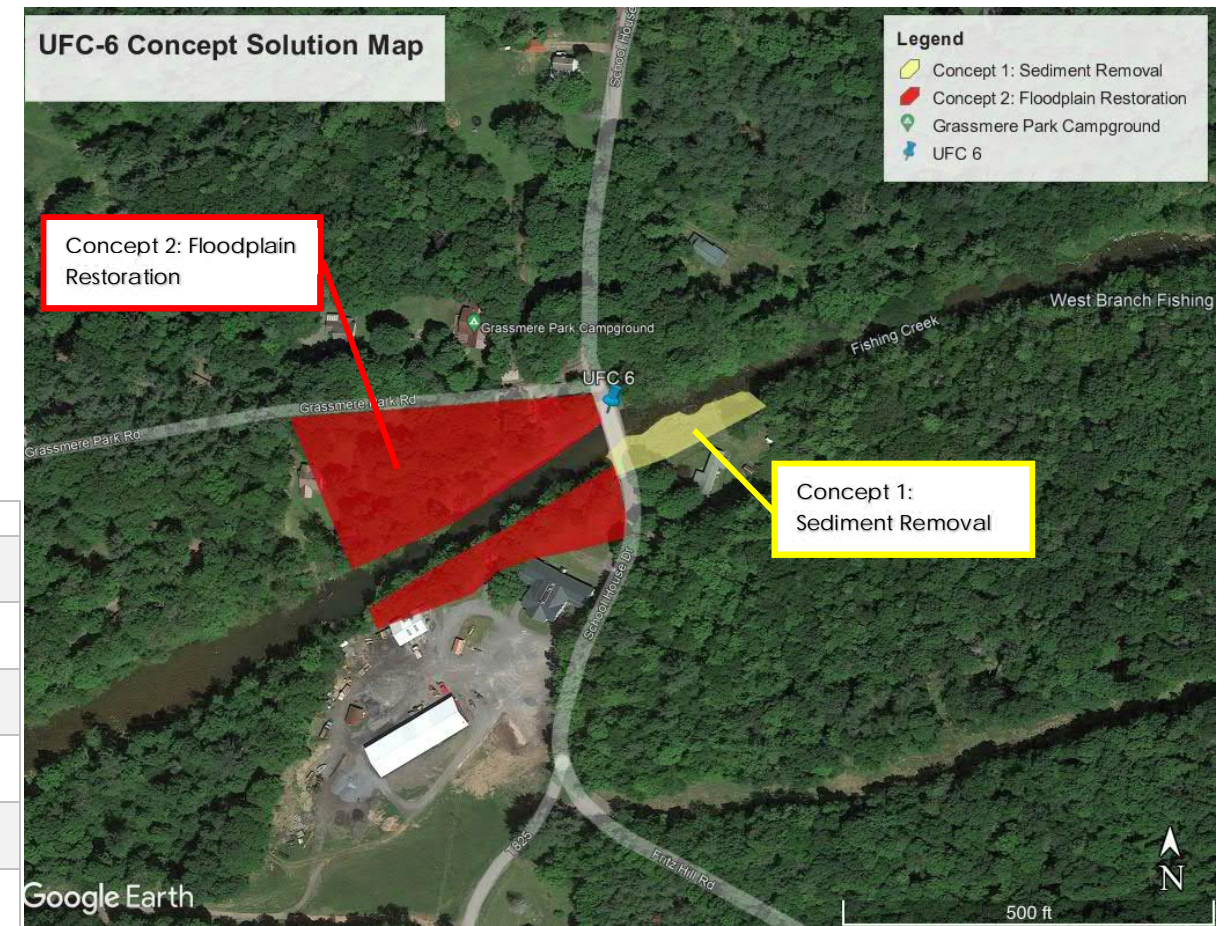 UFC-6 Concept Solution Map
Legend
Concept 1: Sediment Removal
Concept 2: Floodplain Restoration
Grassmere Park Campground
UFC 6
School House
Concept 2: Floodplain
Restoration
West Branch Fishing
Grassmere Park Campground
Fishing Creek
UFC 6
Grassmere Park Rd
Grassmere Park Rd
Concept 1:
Sediment Removal
School House Dr
T825
Fritz Hill Rd
Google Earth
N
500 ft